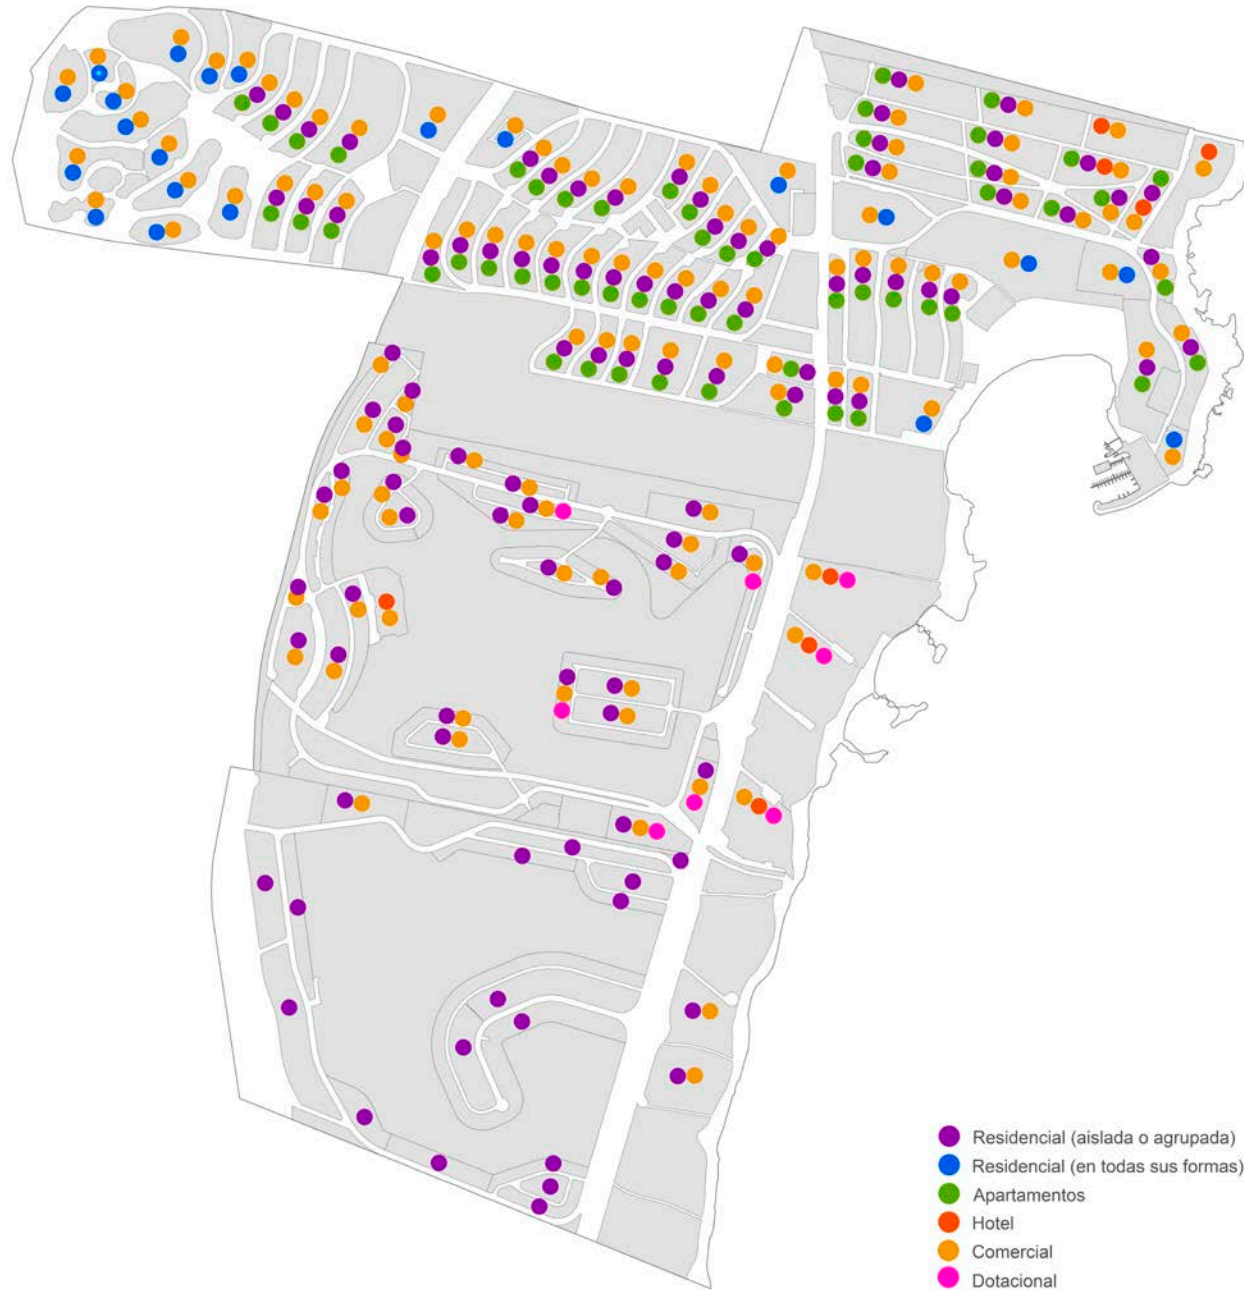 Residencial (aislada o agrupada)
Residencial (en todas sus formas)
Apartamentos
Hotel
Comercial
Dotacional